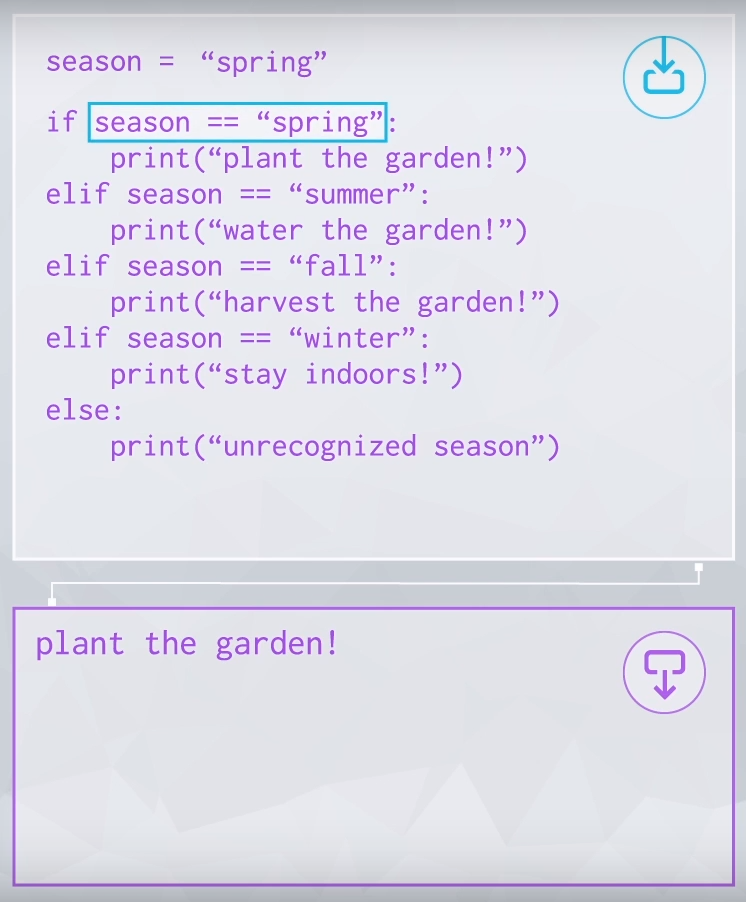 season = “spring”
if season == “spring”:
    print(“plant the garden!”)
elif season == “summer”:
    print(“water the garden!”)
elif season == “fall”:
    print(“harvest the garden!”)
elif season == “winter”:
    print(“stay indoors!”)
else:
    print(“unrecognized season”)
plant the garden!